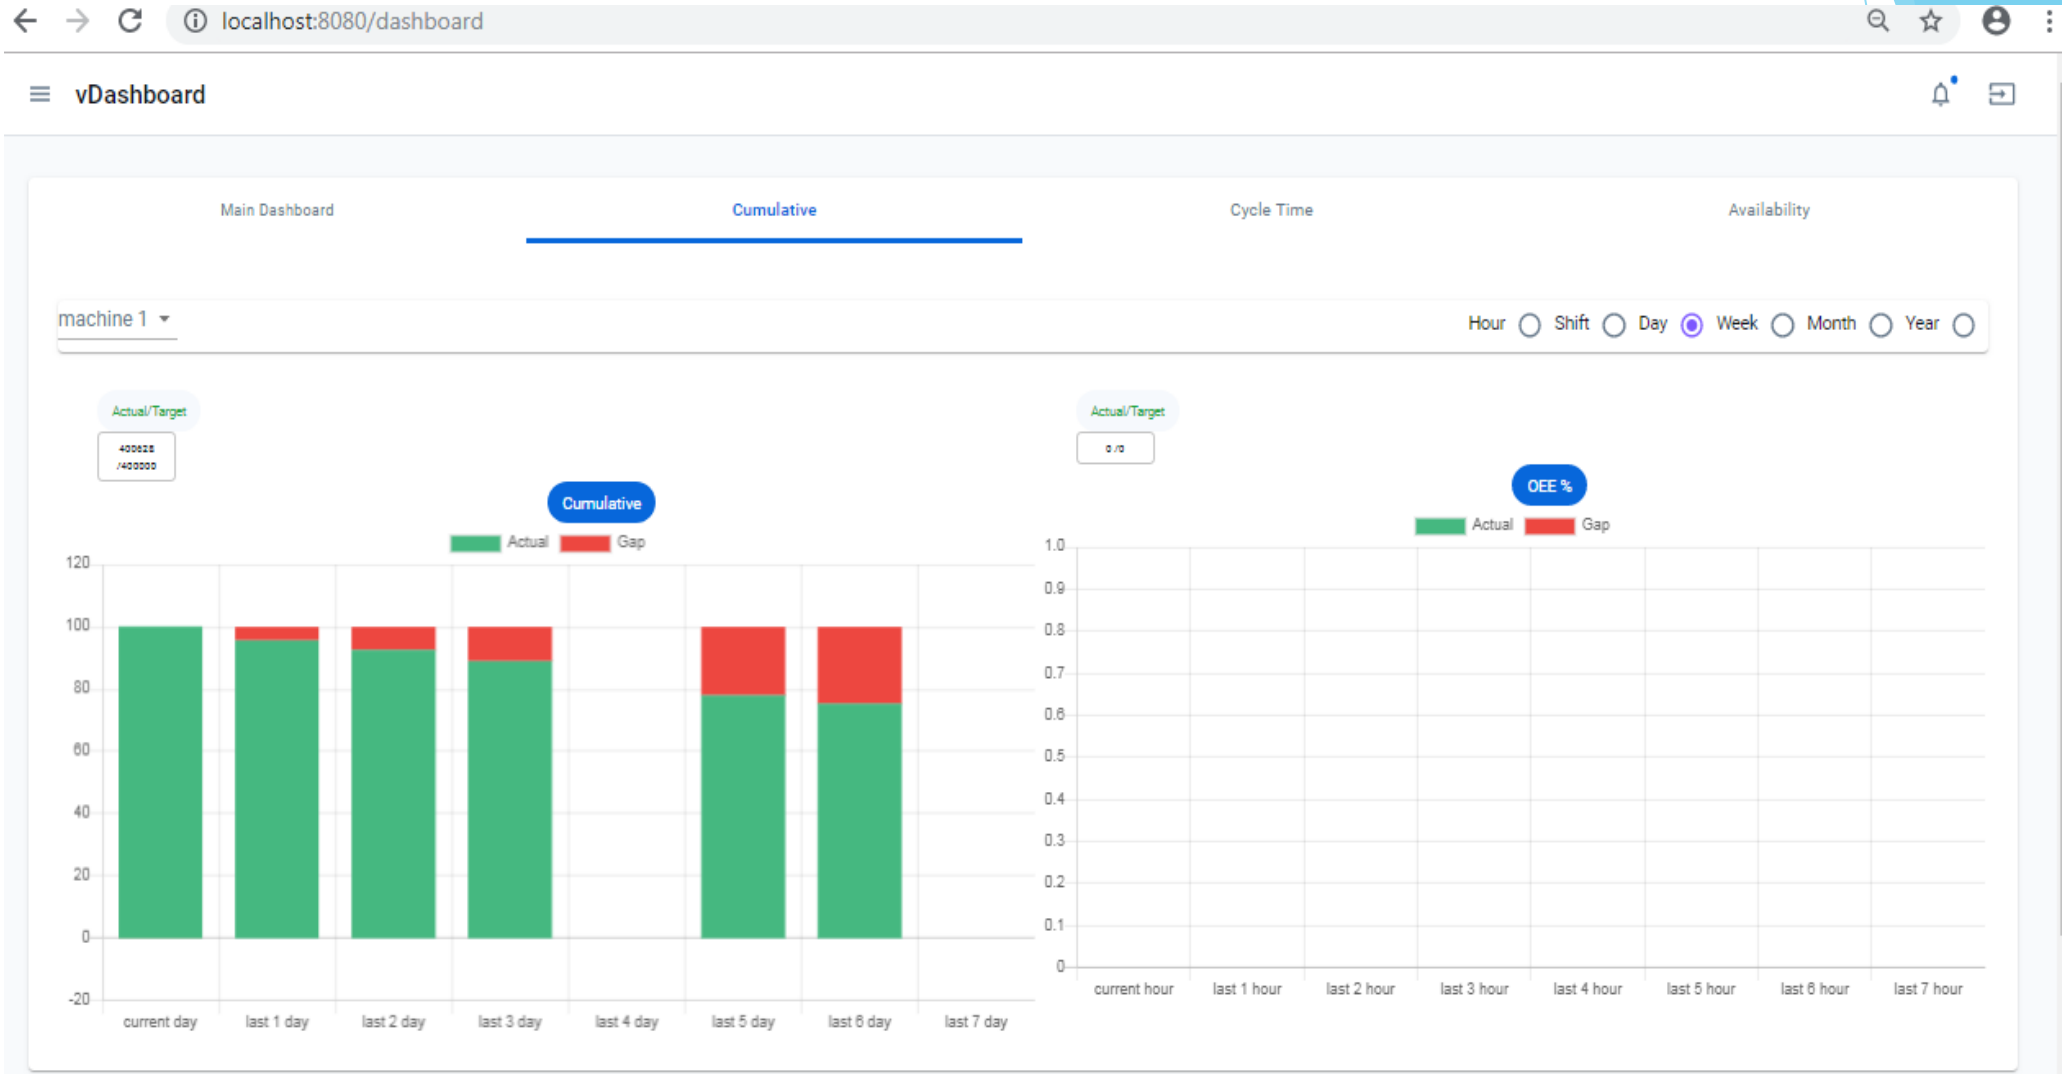 localhost:8080/dashboard
vDashboard
Main Dashboard Cumulative Cycle Time Availability
machine 1 Hour Shift Day Week Month Year
Actual/Target
400628
/400000
Cumulative
Actual Gap
120
100
80
60
40
20
0
-20
current day last 1 day last 2 day last 3 day last 4 day last 5 day last 6 day last 7 day
Actual/Target
0 /0
OEE %
Actual Gap
1.0
0.9
0.8
0.7
0.6
0.5
0.4
0.3
0.2
0.1
0
current hour last 1 hour last 2 hour last 3 hour last 4 hour last 5 hour last 6 hour last 7 hour